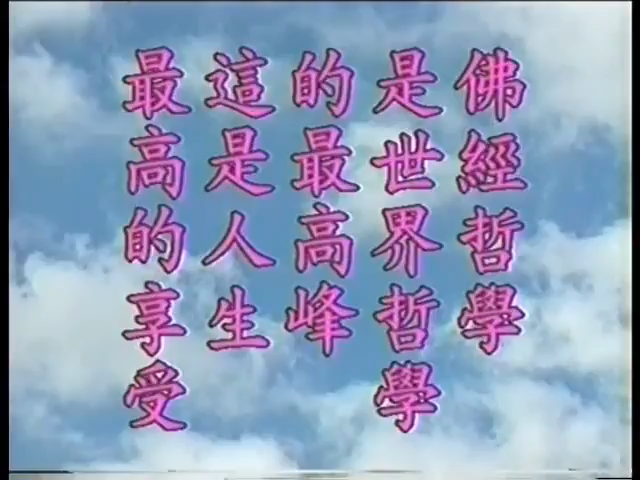 佛經哲學
是世界哲學
的最高峰
這是人生
最高的享受